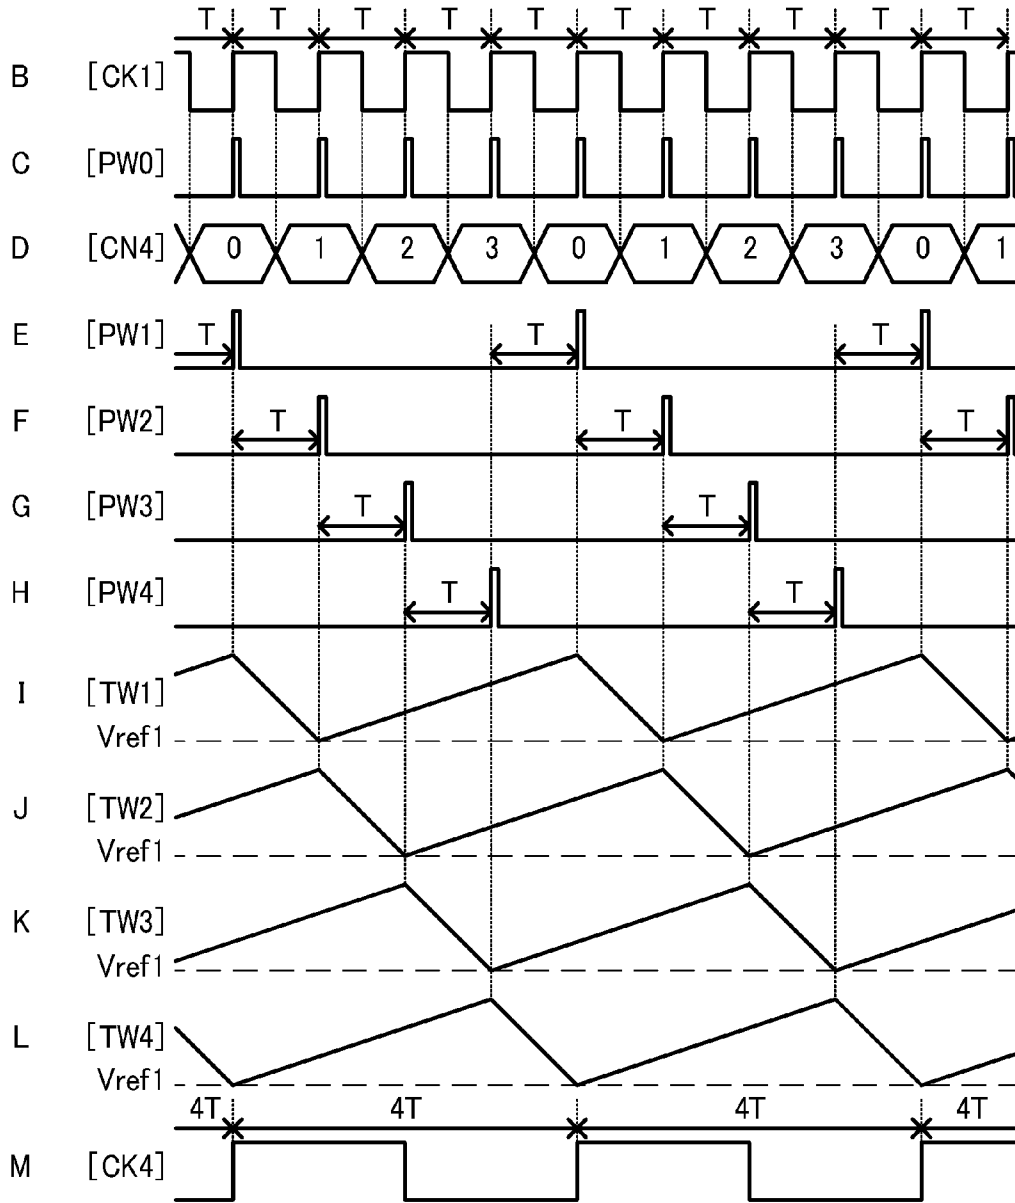 T T T T T T T T T T
B [CK1]
C [PW0]
D [CN4] 0 1 2 3 0 1 2 3 0 1
E [PW1] T T T
F [PW2] T T T
G [PW3] T T
H [PW4] T T
I [TW1]
Vref1
J [TW2]
Vref1
K [TW3]
Vref1
L [TW4]
Vref1
4T 4T 4T 4T
M [CK4]